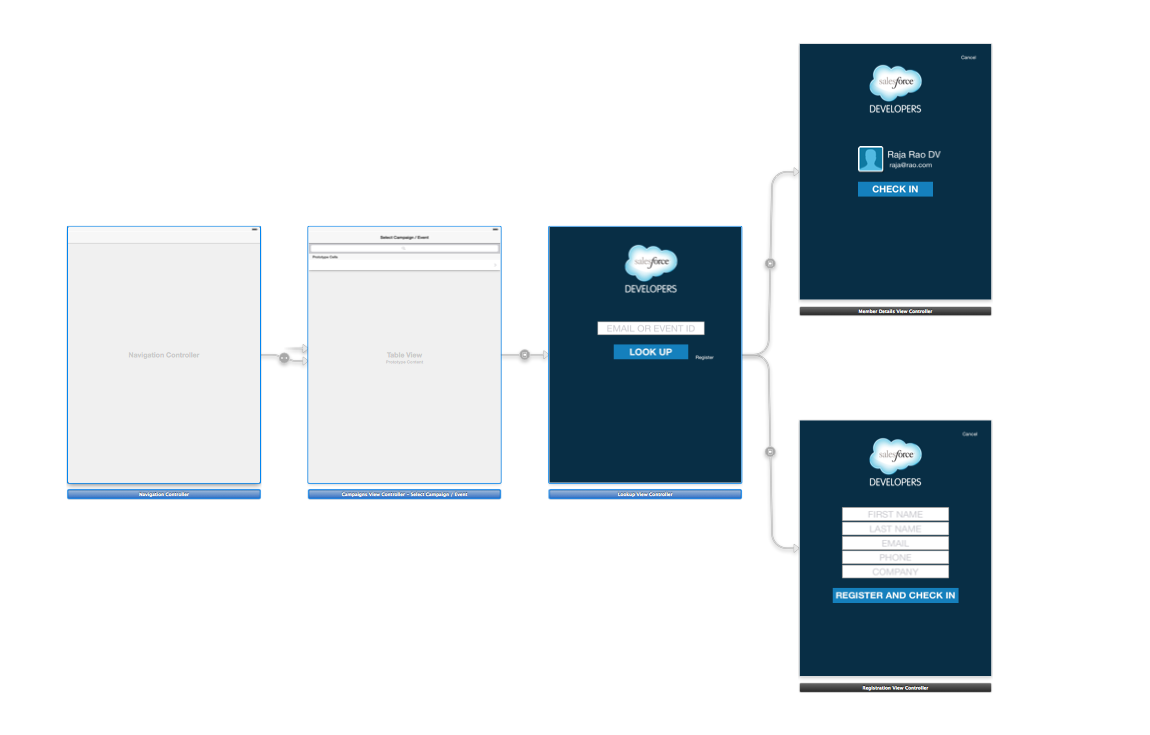 Navigation Controller
Navigation Controller
Select Campaign / Event
Prototype Cells
Table View
Prototype Content
Campaigns View Controller – Select Campaign / Event
salesforce
DEVELOPERS
EMAIL OR EVENT ID
LOOK UP
Register
Lookup View Controller
Cancel
salesforce
DEVELOPERS
Raja Rao DV
raja@rao.com
CHECK IN
Member Details View Controller
Cancel
salesforce
DEVELOPERS
FIRST NAME
LAST NAME
EMAIL
PHONE
COMPANY
REGISTER AND CHECK IN
Registration View Controller